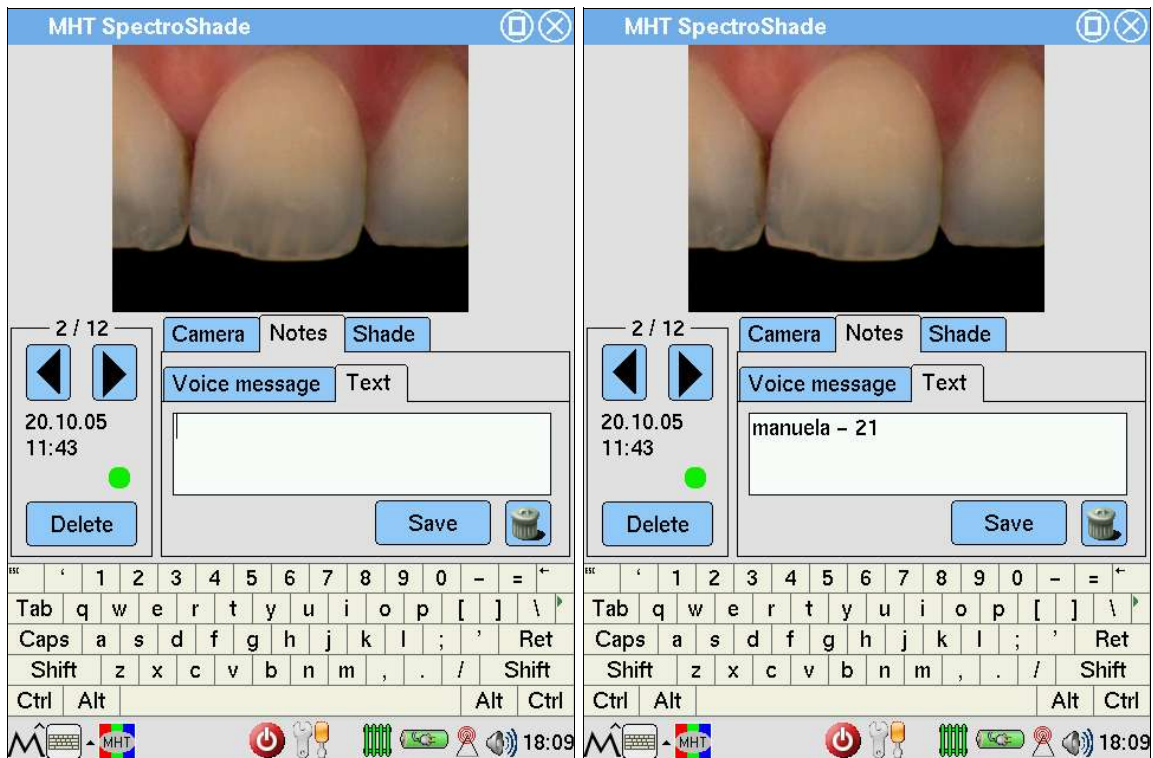 MHT SpectroShade
2 / 12
Camera Notes Shade
Voice message Text
20.10.05
11:43
Delete
Save
ESC ‘ 1 2 3 4 5 6 7 8 9 0 – = ←
Tab q w e r t y u i o p [ ] \
Caps a s d f g h j k l ; ’ Ret
Shift z x c v b n m , . / Shift
Ctrl Alt Alt Ctrl
MHT 18:09
MHT SpectroShade
2 / 12
Camera Notes Shade
Voice message Text
20.10.05
11:43
manuela – 21
Delete
Save
ESC ‘ 1 2 3 4 5 6 7 8 9 0 – = ←
Tab q w e r t y u i o p [ ] \
Caps a s d f g h j k l ; ’ Ret
Shift z x c v b n m , . / Shift
Ctrl Alt Alt Ctrl
MHT 18:09